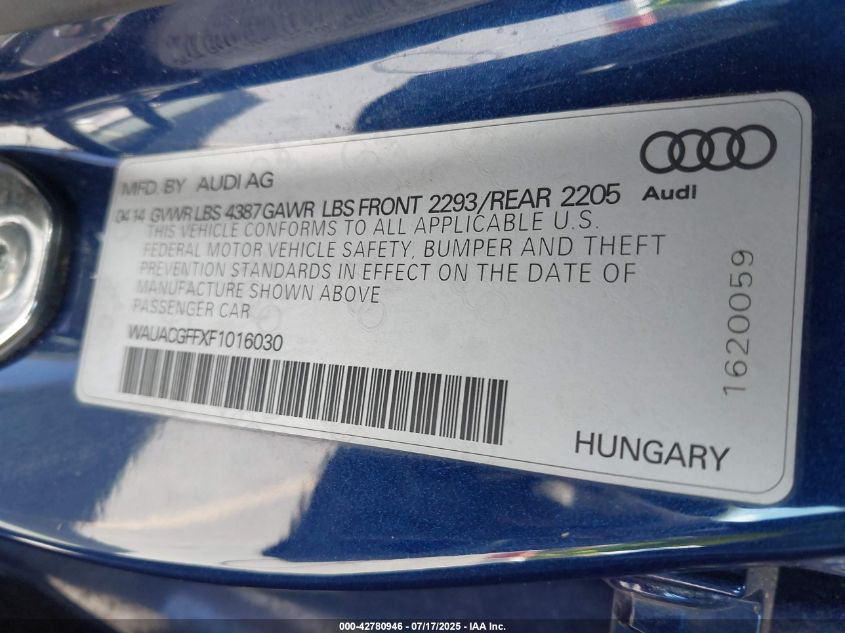 Audi
MFD. BY AUDI AG
04 14 GVWR LBS 4387 GAWR LBS FRONT 2293/REAR 2205
THIS VEHICLE CONFORMS TO ALL APPLICABLE U.S.
FEDERAL MOTOR VEHICLE SAFETY, BUMPER AND THEFT
PREVENTION STANDARDS IN EFFECT ON THE DATE OF
MANUFACTURE SHOWN ABOVE
PASSENGER CAR
WAUACGFFXF1016030
1620059
HUNGARY
000-42780946 - 07/17/2025 - IAA Inc.